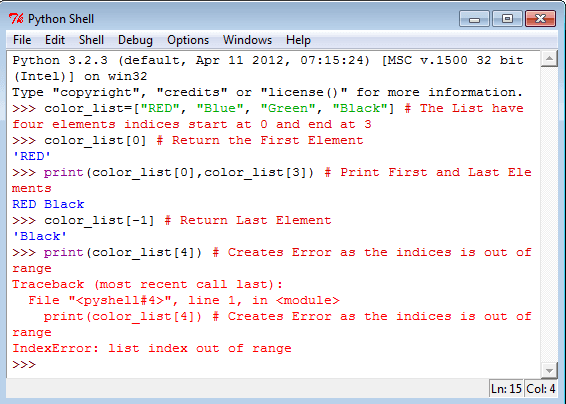 Python Shell
File Edit Shell Debug Options Windows Help
Python 3.2.3 (default, Apr 11 2012, 07:15:24) [MSC v.1500 32 bit
(Intel)] on win32
Type "copyright", "credits" or "license()" for more information.
>>> color_list=["RED", "Blue", "Green", "Black"] # The List have
four elements indices start at 0 and end at 3
>>> color_list[0] # Return the First Element
'RED'
>>> print(color_list[0],color_list[3]) # Print First and Last Ele
ments
RED Black
>>> color_list[-1] # Return Last Element
'Black'
>>> print(color_list[4]) # Creates Error as the indices is out of
range
Traceback (most recent call last):
  File "<pyshell#4>", line 1, in <module>
    print(color_list[4]) # Creates Error as the indices is out of
range
IndexError: list index out of range
>>>
Ln: 15 Col: 4